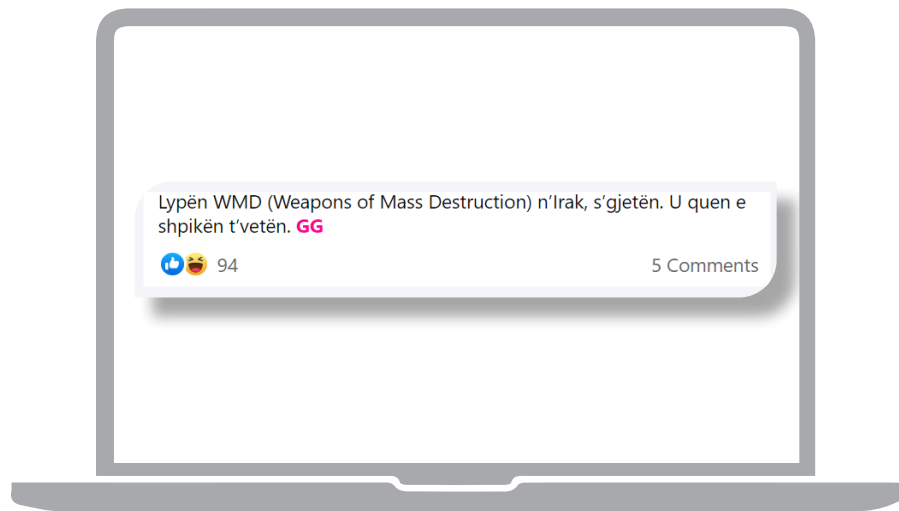 Lypën WMD (Weapons of Mass Destruction) n’Irak, s’gjetën. U quen e
shpikën t’vetën. GG
94
5 Comments